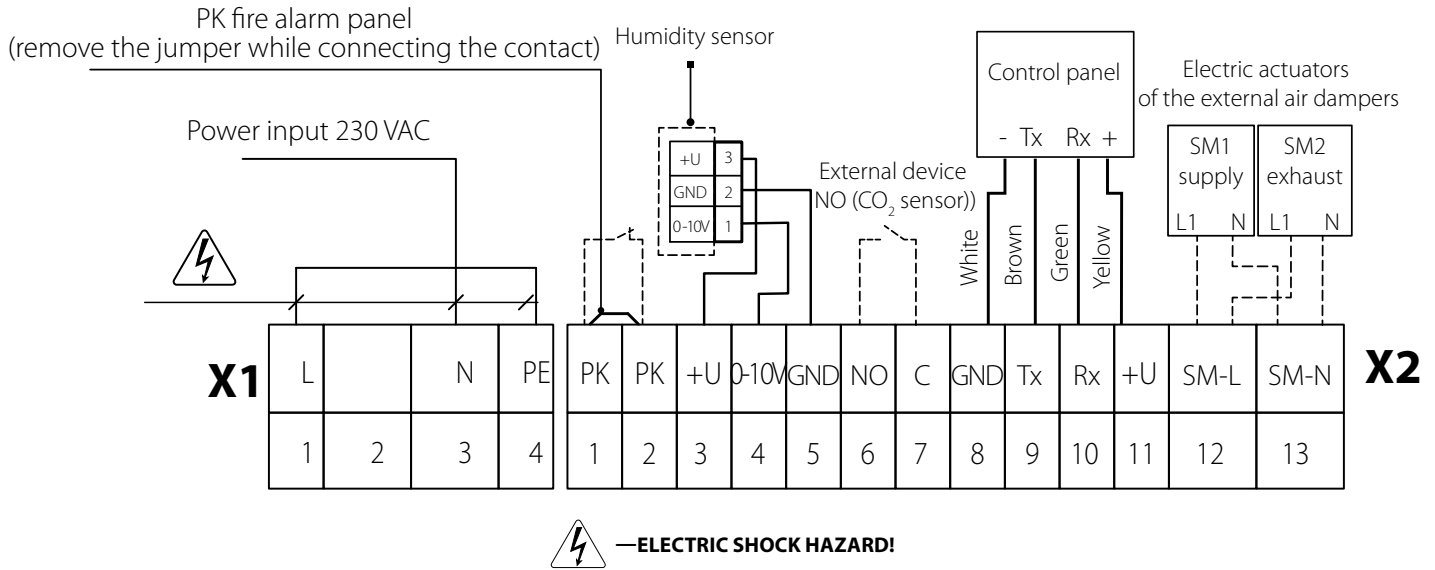 PK fire alarm panel
(remove the jumper while connecting the contact)
Humidity sensor
Power input 230 VAC
+U 3
GND 2
0-10V 1
External device
NO (CO₂ sensor))
Control panel
- Tx Rx +
White
Brown
Green
Yellow
Electric actuators
of the external air dampers
SM1
supply
L1 N
SM2
exhaust
L1 N
X1
L N PE
1 2 3 4
PK PK +U 0-10V GND NO C GND Tx Rx +U SM-L SM-N
1 2 3 4 5 6 7 8 9 10 11 12 13
X2
—ELECTRIC SHOCK HAZARD!